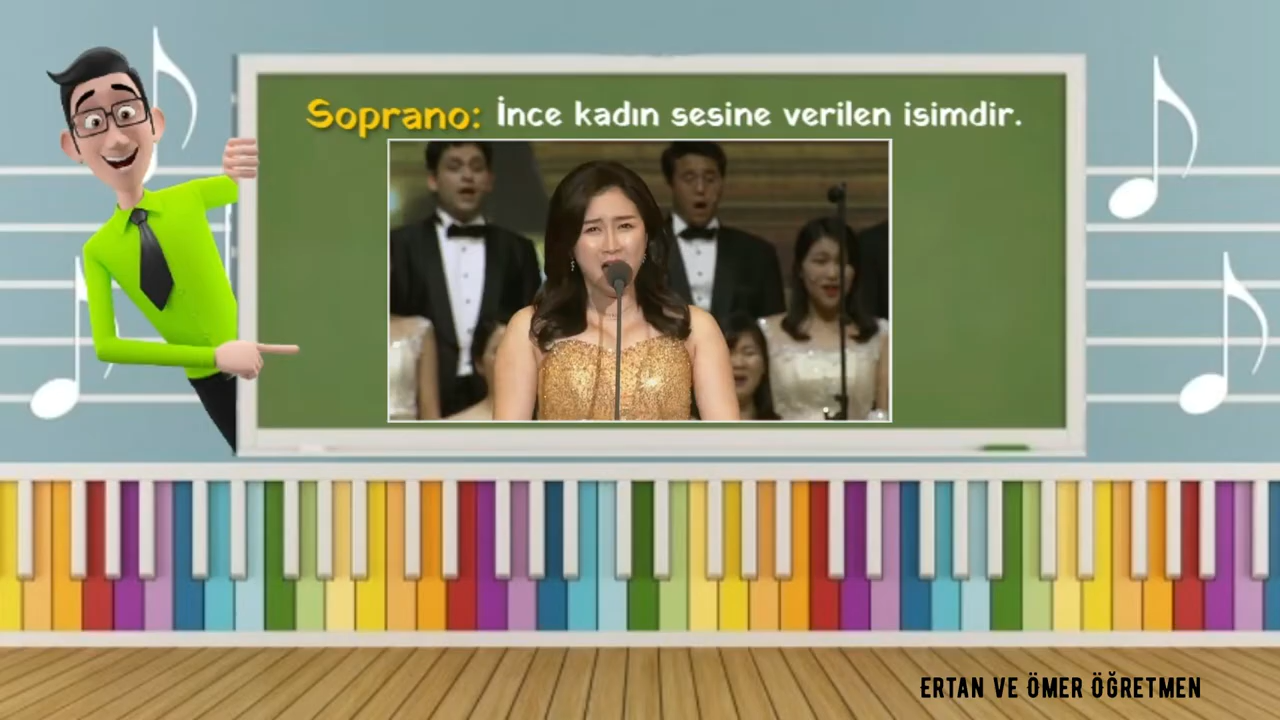 Soprano: İnce kadın sesine verilen isimdir.
ERTAN VE ÖMER ÖĞRETMEN